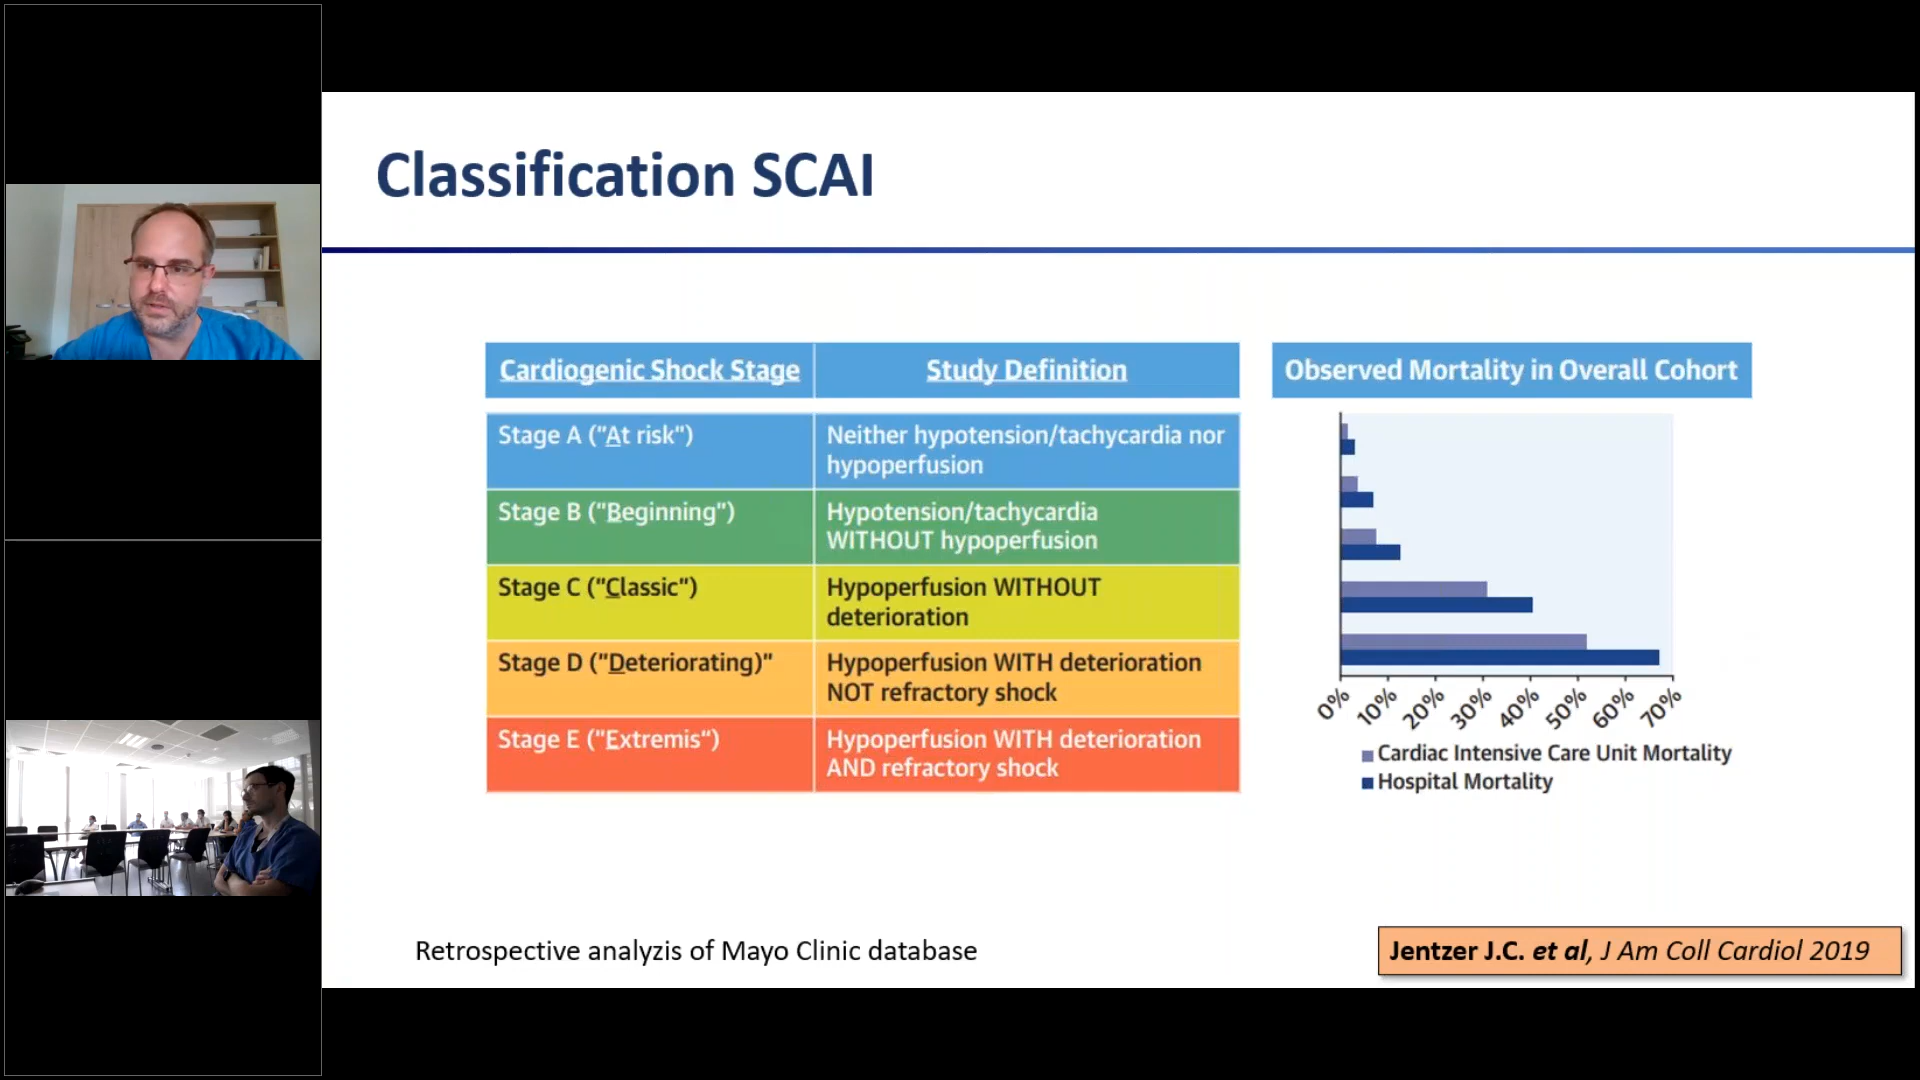 Classification SCAI
Cardiogenic Shock Stage
Study Definition
Observed Mortality in Overall Cohort
Stage A ("At risk")
Neither hypotension/tachycardia nor
hypoperfusion
Stage B ("Beginning")
Hypotension/tachycardia
WITHOUT hypoperfusion
Stage C ("Classic")
Hypoperfusion WITHOUT
deterioration
Stage D ("Deteriorating)"
Hypoperfusion WITH deterioration
NOT refractory shock
Stage E ("Extremis“)
Hypoperfusion WITH deterioration
AND refractory shock
0% 10% 20% 30% 40% 50% 60% 70%
Cardiac Intensive Care Unit Mortality
Hospital Mortality
Retrospective analyzis of Mayo Clinic database
Jentzer J.C. et al, J Am Coll Cardiol 2019